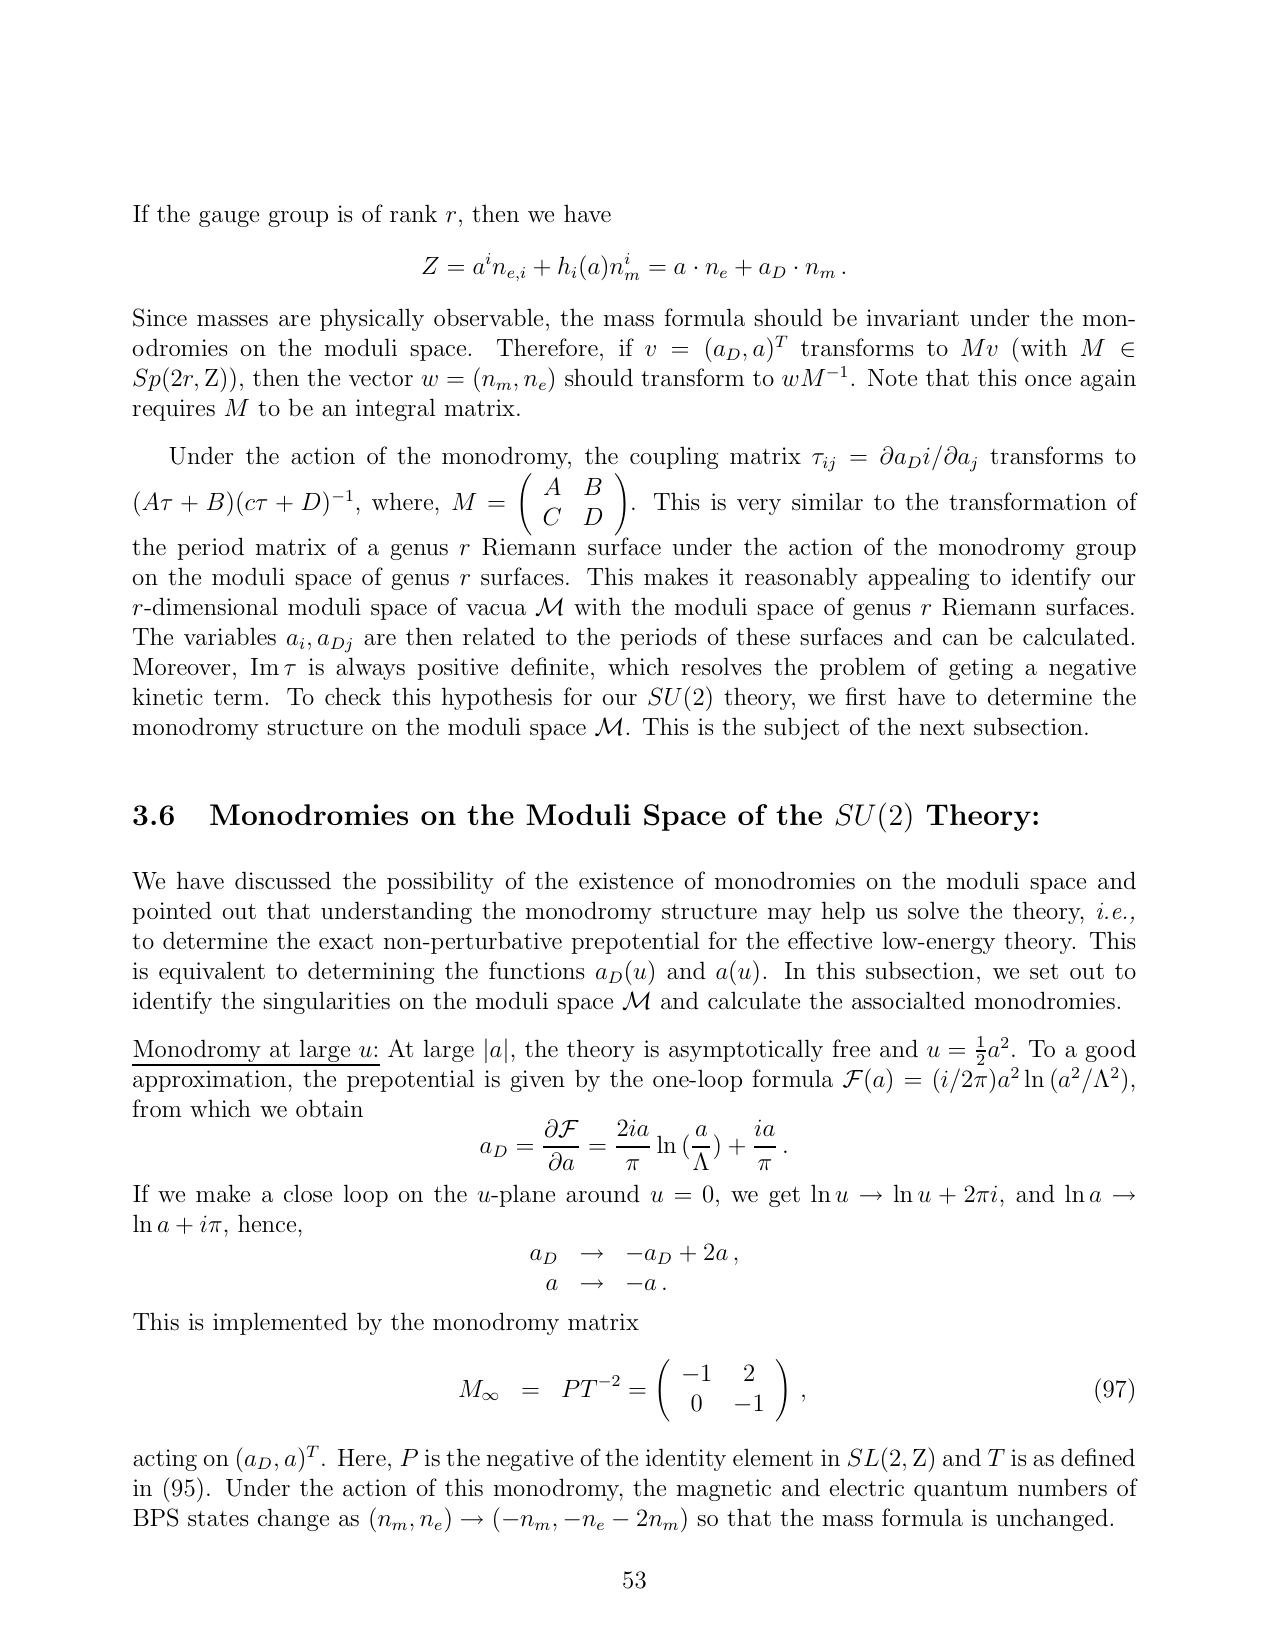 If the gauge group is of rank r, then we have
Z = a^i n_{e,i} + h_i(a)n^i_m = a · n_e + a_D · n_m .
Since masses are physically observable, the mass formula should be invariant under the mon-
odromies on the moduli space. Therefore, if v = (a_D, a)^T transforms to Mv (with M ∈
Sp(2r, Z)), then the vector w = (n_m, n_e) should transform to wM^{−1}. Note that this once again
requires M to be an integral matrix.
Under the action of the monodromy, the coupling matrix τ_{ij} = ∂a_D i/∂a_j transforms to
(Aτ + B)(cτ + D)^{−1}, where, M = ( A B ; C D ). This is very similar to the transformation of
the period matrix of a genus r Riemann surface under the action of the monodromy group
on the moduli space of genus r surfaces. This makes it reasonably appealing to identify our
r-dimensional moduli space of vacua ℳ with the moduli space of genus r Riemann surfaces.
The variables a_i, a_{Dj} are then related to the periods of these surfaces and can be calculated.
Moreover, Im τ is always positive definite, which resolves the problem of geting a negative
kinetic term. To check this hypothesis for our SU(2) theory, we first have to determine the
monodromy structure on the moduli space ℳ. This is the subject of the next subsection.
3.6 Monodromies on the Moduli Space of the SU(2) Theory:
We have discussed the possibility of the existence of monodromies on the moduli space and
pointed out that understanding the monodromy structure may help us solve the theory, i.e.,
to determine the exact non-perturbative prepotential for the effective low-energy theory. This
is equivalent to determining the functions a_D(u) and a(u). In this subsection, we set out to
identify the singularities on the moduli space ℳ and calculate the associalted monodromies.
Monodromy at large u: At large |a|, the theory is asymptotically free and u = ½a². To a good
approximation, the prepotential is given by the one-loop formula ℱ(a) = (i/2π)a² ln (a²/Λ²),
from which we obtain
a_D = ∂ℱ/∂a = 2ia/π ln (a/Λ) + ia/π .
If we make a close loop on the u-plane around u = 0, we get ln u → ln u + 2πi, and ln a →
ln a + iπ, hence,
a_D → −a_D + 2a ,
a → −a .
This is implemented by the monodromy matrix
M_∞ = PT^{−2} = ( −1 2 ; 0 −1 ) , (97)
acting on (a_D, a)^T. Here, P is the negative of the identity element in SL(2, Z) and T is as defined
in (95). Under the action of this monodromy, the magnetic and electric quantum numbers of
BPS states change as (n_m, n_e) → (−n_m, −n_e − 2n_m) so that the mass formula is unchanged.
53